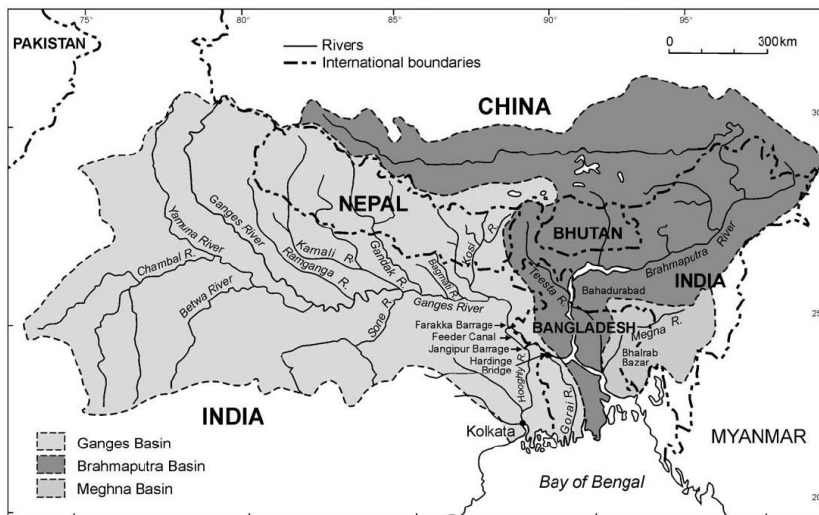 75°
80°
85°
90°
95°
PAKISTAN
Rivers
International boundaries
0
300km
CHINA
30
NEPAL
BHUTAN
Ganges River
Yamuna River
Chambal R.
Betwa River
Ramganga R.
Karnali R.
Gandak R.
Bagmati R.
Kosi R.
Teesta R.
Brahmaputra River
INDIA
Bahadurabad
Sone R.
Ganges River
25
Farakka Barrage
Feeder Canal
Jangipur Barrage
Hardinge
Bridge
BANGLADESH
Megna R.
Bhalrab
Bazar
Hooghy R.
Gorai R.
INDIA
Kolkata
MYANMAR
Bay of Bengal
Ganges Basin
Brahmaputra Basin
Meghna Basin
20